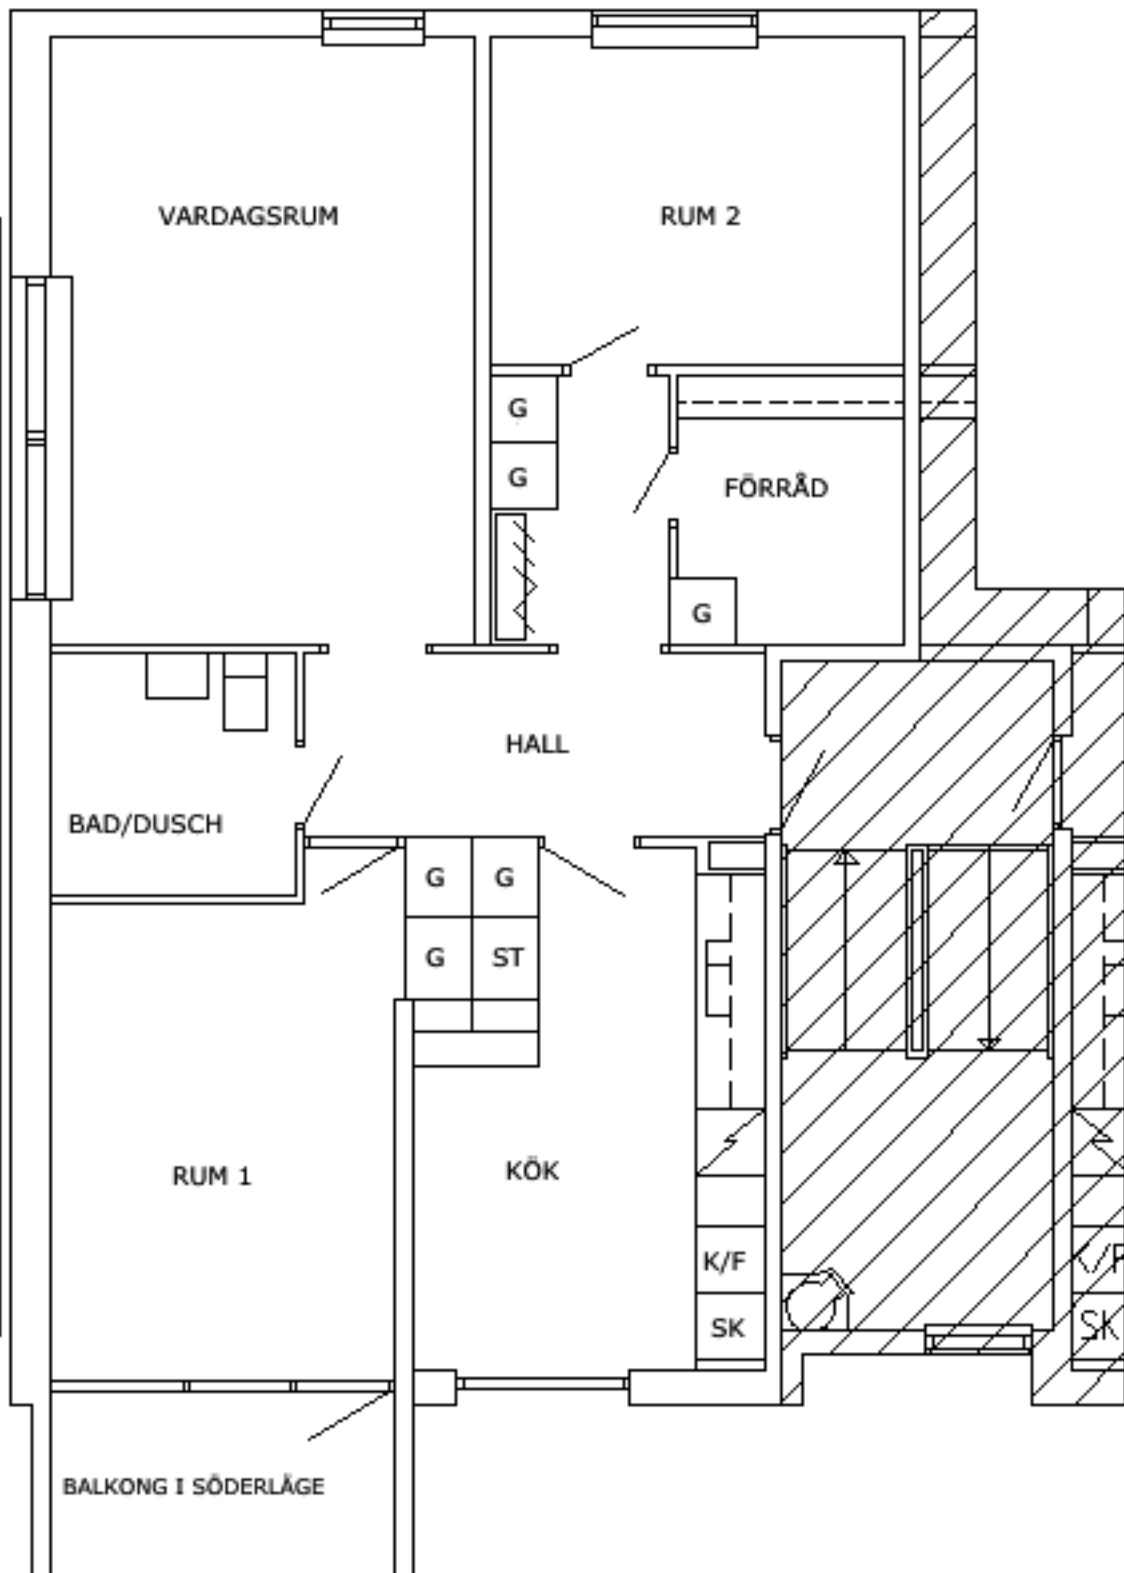 VARDAGSRUM
RUM 2
G
G
FÖRRÅD
G
HALL
BAD/DUSCH
G G
G ST
RUM 1
KÖK
K/F
SK
K/F
SK
BALKONG I SÖDERLÄGE